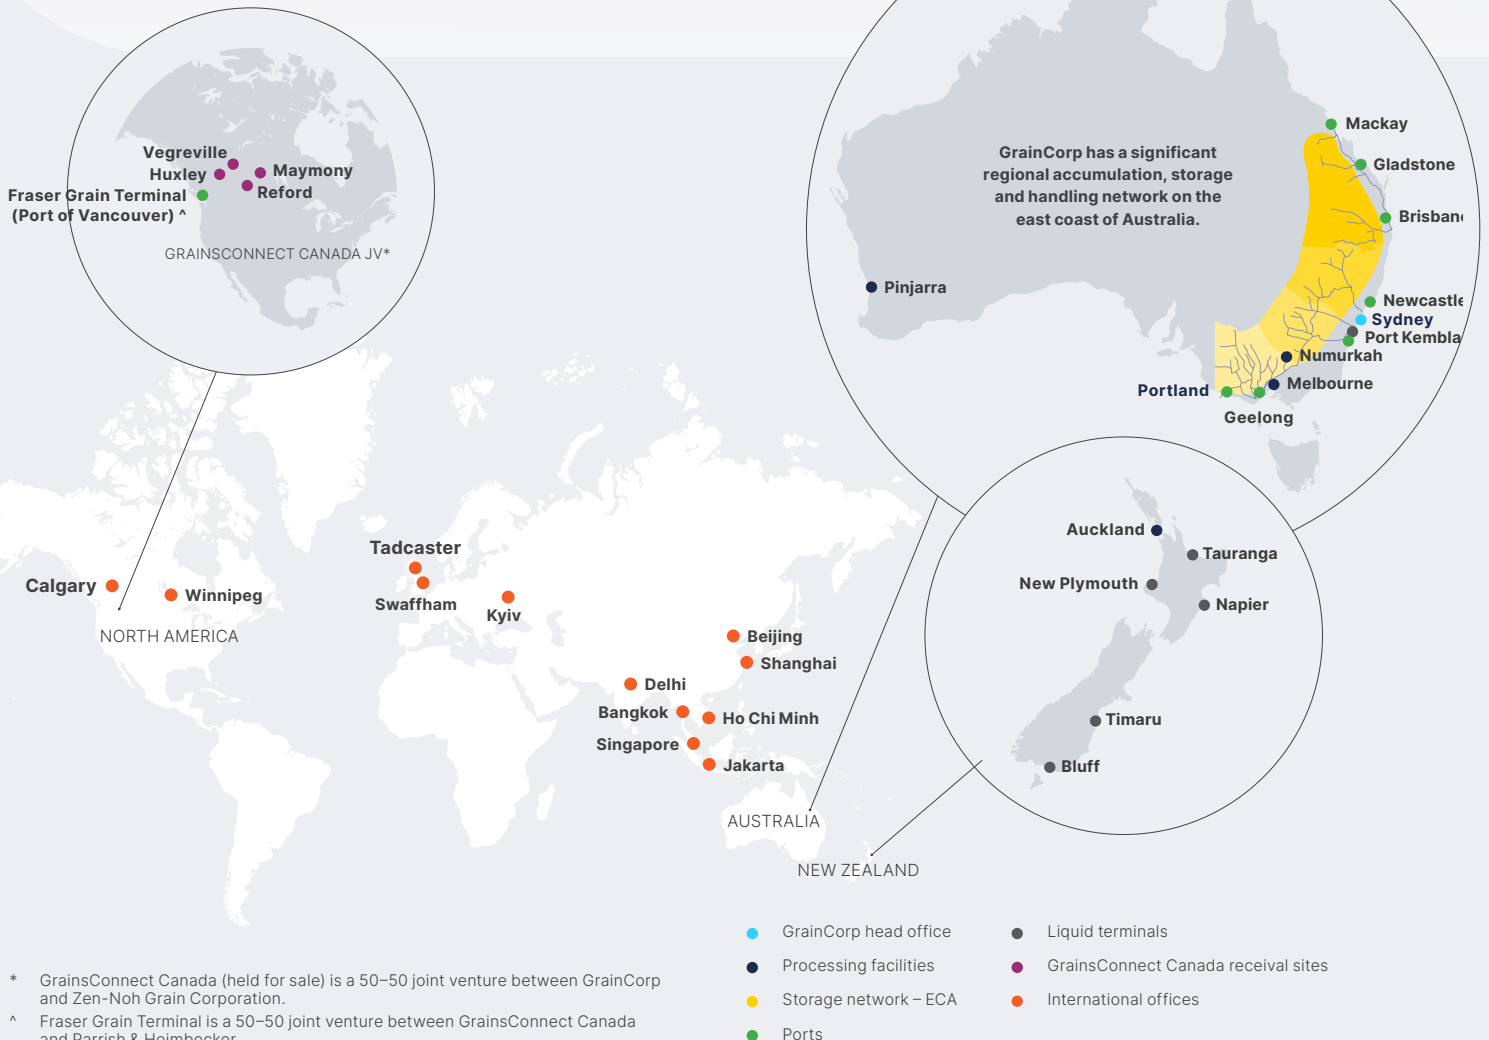 Vegreville
Huxley
Maymony
Reford
Fraser Grain Terminal
(Port of Vancouver) ^
GRAINSCONNECT CANADA JV*
GrainCorp has a significant
regional accumulation, storage
and handling network on the
east coast of Australia.
Mackay
Gladstone
Pinjarra
Sydney
Port Kembla
Numurkah
Melbourne
Portland
Geelong
Auckland
Tauranga
New Plymouth
Napier
Timaru
Bluff
Tadcaster
Calgary
Winnipeg
Swaffham
Kyiv
NORTH AMERICA
Beijing
Shanghai
Delhi
Bangkok
Ho Chi Minh
Singapore
Jakarta
AUSTRALIA
NEW ZEALAND
GrainCorp head office
Processing facilities
Storage network – ECA
Ports
Liquid terminals
GrainsConnect Canada receival sites
International offices
* GrainsConnect Canada (held for sale) is a 50–50 joint venture between GrainCorp
and Zen-Noh Grain Corporation.
^ Fraser Grain Terminal is a 50–50 joint venture between GrainsConnect Canada
and Parrish & Heimbecker